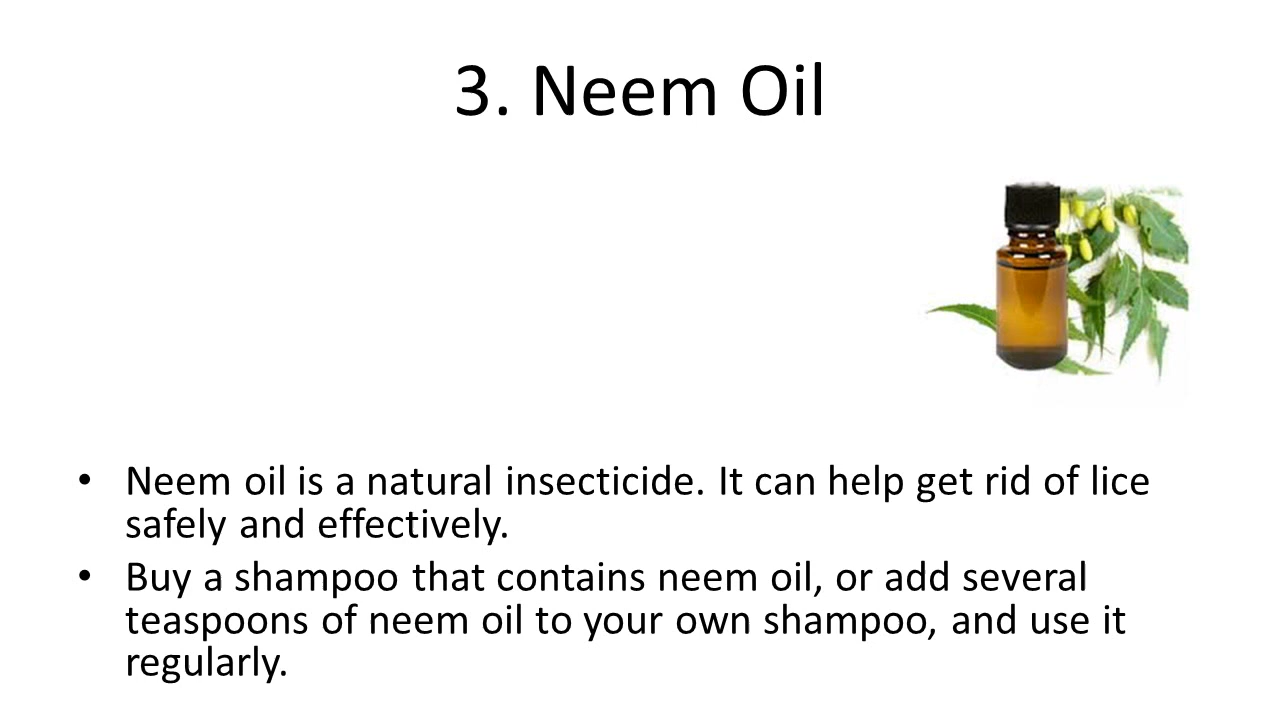 3. Neem Oil
• Neem oil is a natural insecticide. It can help get rid of lice
safely and effectively.
• Buy a shampoo that contains neem oil, or add several
teaspoons of neem oil to your own shampoo, and use it
regularly.